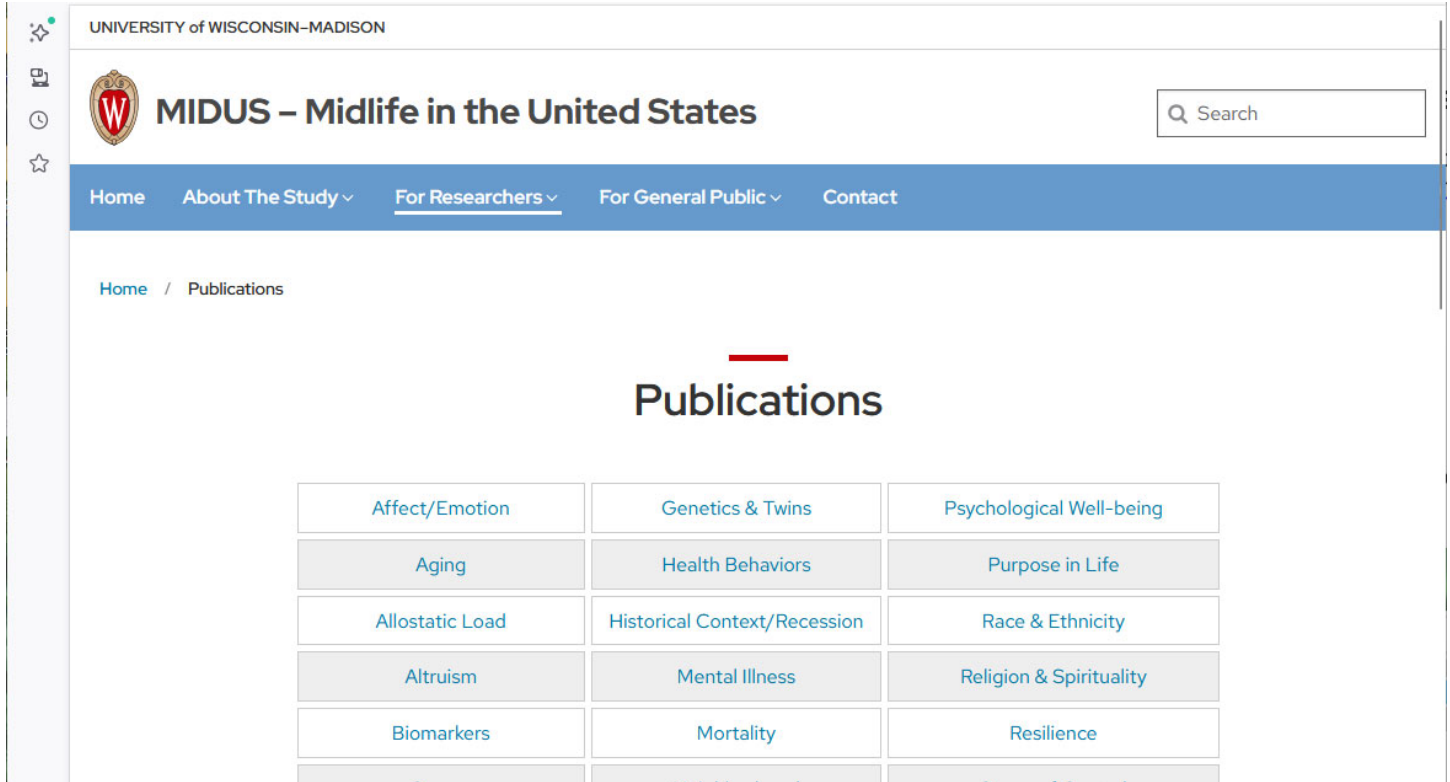 UNIVERSITY of WISCONSIN–MADISON
W
MIDUS – Midlife in the United States
Search
Home About The Study For Researchers For General Public Contact
Home / Publications
Publications
Affect/Emotion Genetics & Twins Psychological Well-being
Aging Health Behaviors Purpose in Life
Allostatic Load Historical Context/Recession Race & Ethnicity
Altruism Mental Illness Religion & Spirituality
Biomarkers Mortality Resilience